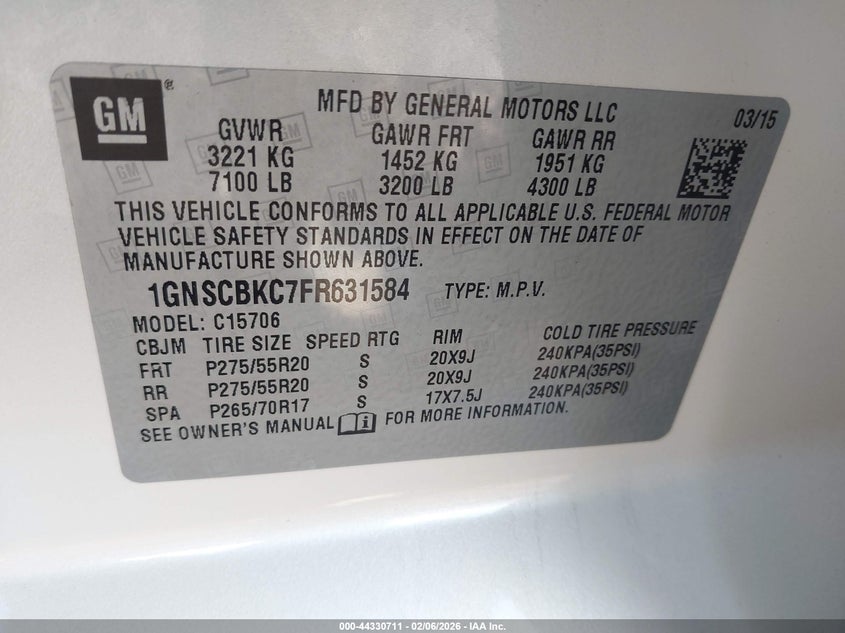 GM ®
MFD BY GENERAL MOTORS LLC
03/15
GVWR GAWR FRT GAWR RR
3221 KG 1452 KG 1951 KG
7100 LB 3200 LB 4300 LB
THIS VEHICLE CONFORMS TO ALL APPLICABLE U.S. FEDERAL MOTOR
VEHICLE SAFETY STANDARDS IN EFFECT ON THE DATE OF
MANUFACTURE SHOWN ABOVE.
1GNSCBKC7FR631584 TYPE: M.P.V.
MODEL: C15706
CBJM TIRE SIZE SPEED RTG RIM COLD TIRE PRESSURE
FRT P275/55R20 S 20X9J 240KPA(35PSI)
RR P275/55R20 S 20X9J 240KPA(35PSI)
SPA P265/70R17 S 17X7.5J 240KPA(35PSI)
SEE OWNER'S MANUAL i FOR MORE INFORMATION.
000-44330711 - 02/06/2026 - IAA Inc.